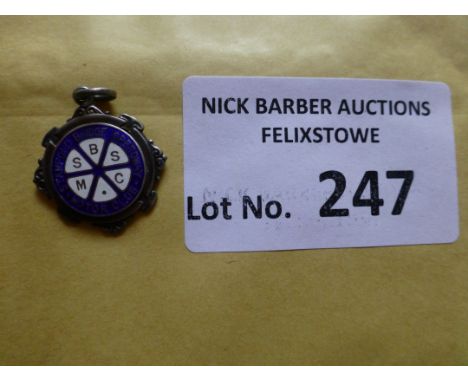 NICK BARBER AUCTIONS
FELIXSTOWE
Lot No. 247
S B S
M . C